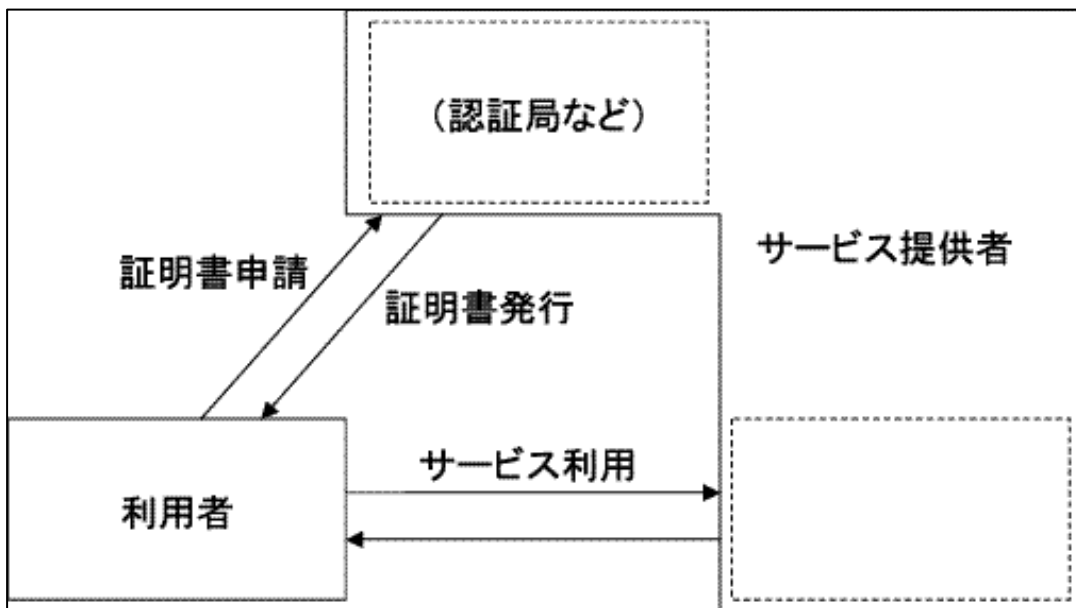 （認証局など）
サービス提供者
証明書申請
証明書発行
サービス利用
利用者